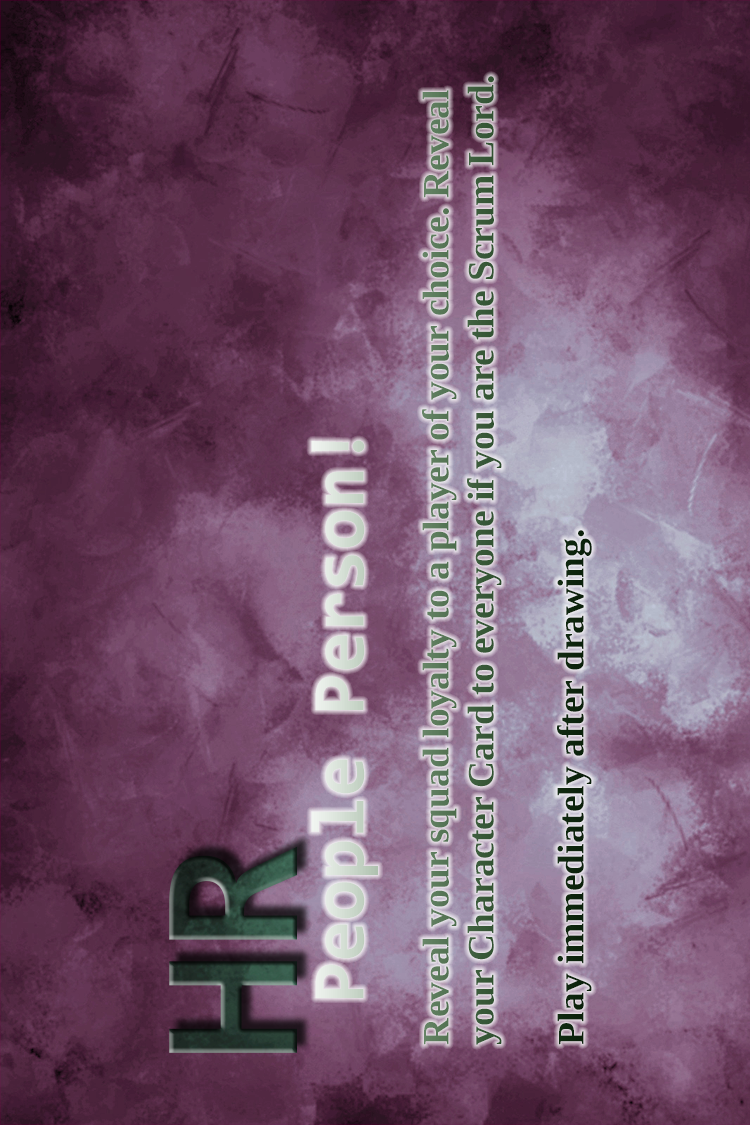 HR
People Person!
Reveal your squad loyalty to a player of your choice. Reveal
your Character Card to everyone if you are the Scrum Lord.
Play immediately after drawing.